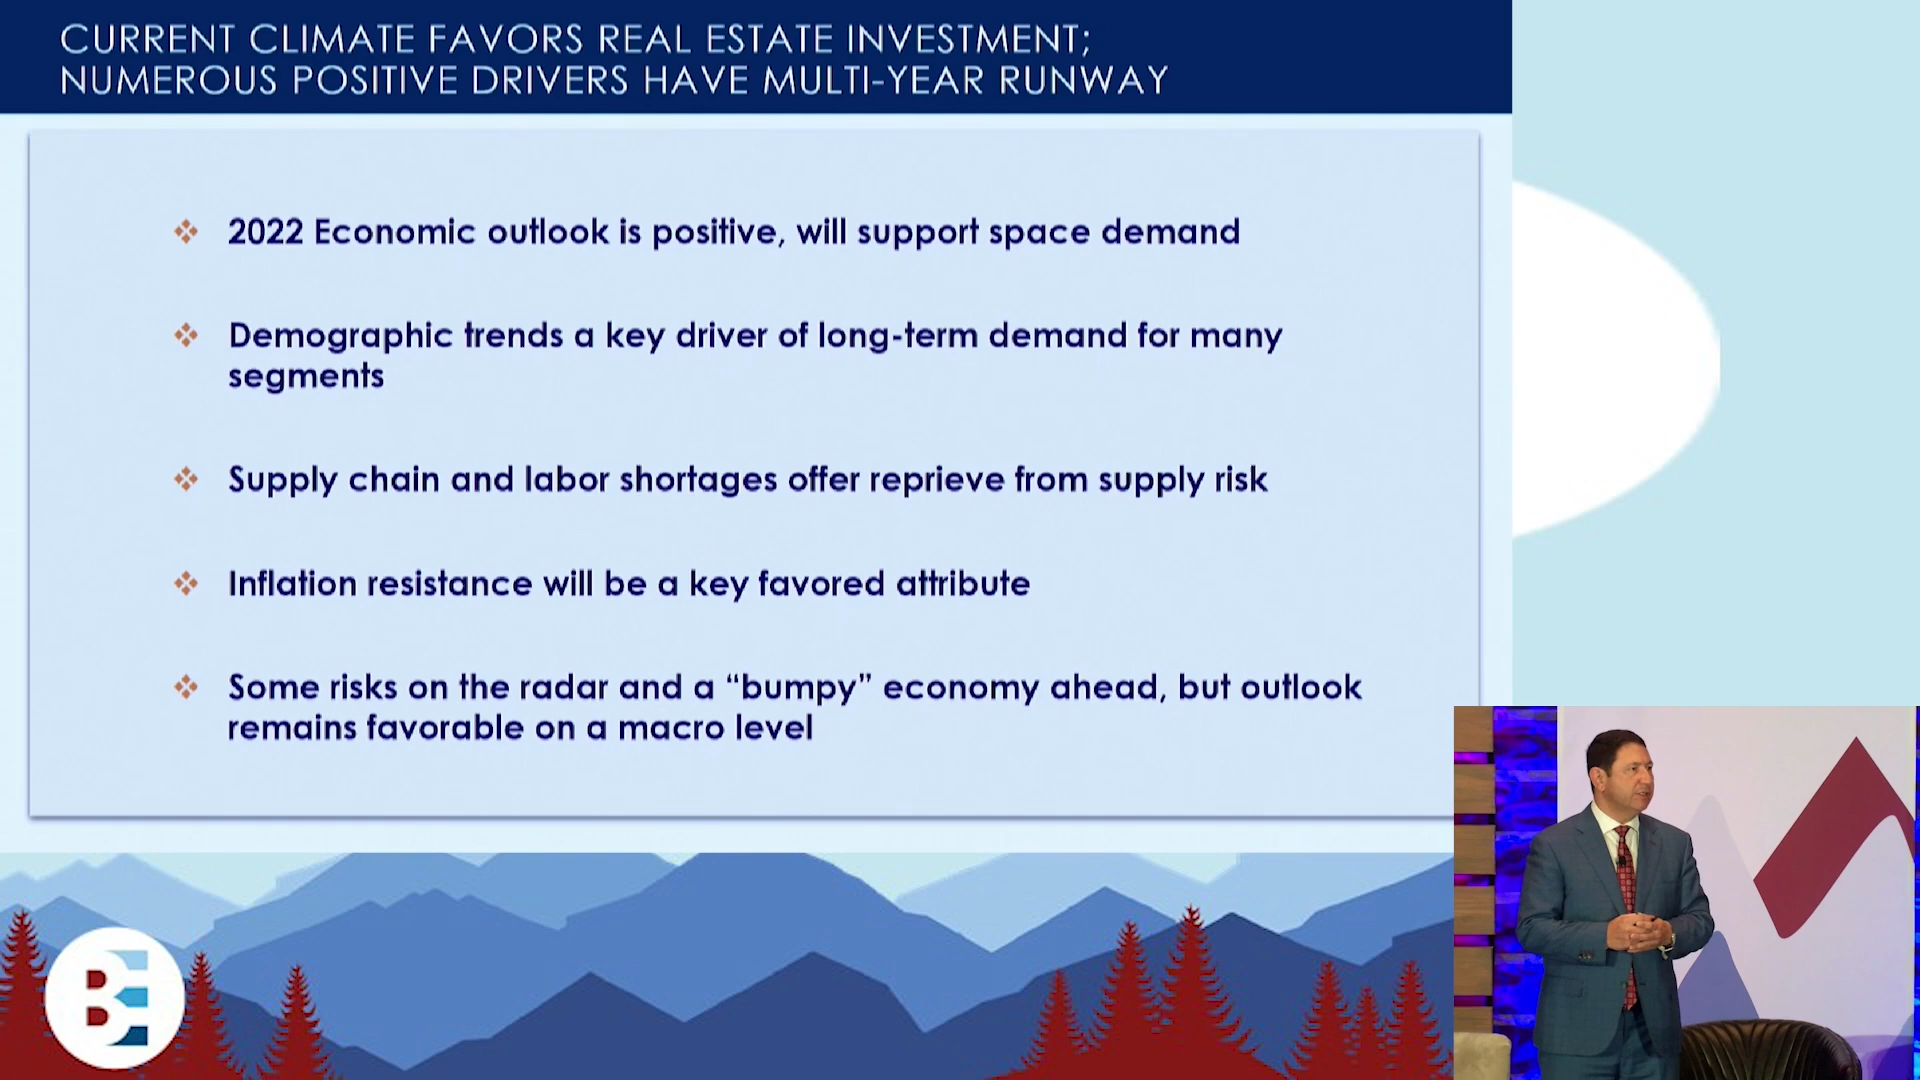 CURRENT CLIMATE FAVORS REAL ESTATE INVESTMENT;
NUMEROUS POSITIVE DRIVERS HAVE MULTI-YEAR RUNWAY
2022 Economic outlook is positive, will support space demand
Demographic trends a key driver of long-term demand for many
segments
Supply chain and labor shortages offer reprieve from supply risk
Inflation resistance will be a key favored attribute
Some risks on the radar and a “bumpy” economy ahead, but outlook
remains favorable on a macro level
BE